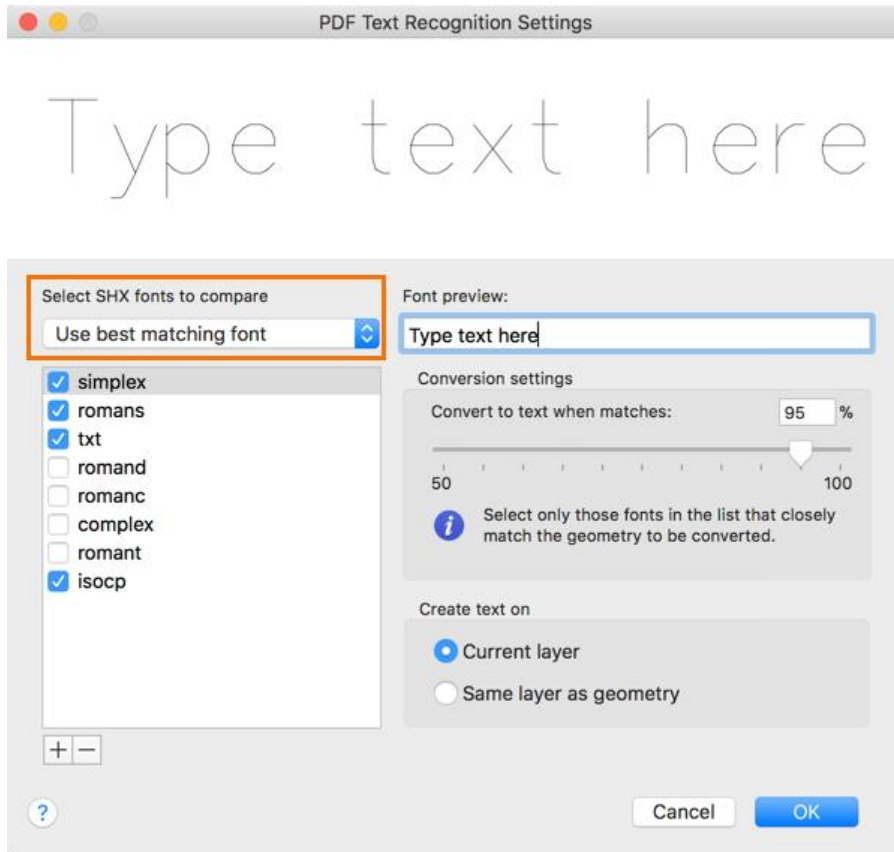 PDF Text Recognition Settings
Type text here
Select SHX fonts to compare
Use best matching font
simplex
romans
txt
romand
romanc
complex
romant
isocp
+ −
Font preview:
Type text here
Conversion settings
Convert to text when matches: 95 %
50 100
i Select only those fonts in the list that closely
match the geometry to be converted.
Create text on
Current layer
Same layer as geometry
? Cancel OK